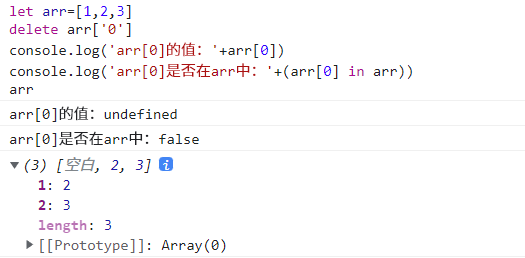 let arr=[1,2,3]
delete arr['0']
console.log('arr[0]的值：'+arr[0])
console.log('arr[0]是否在arr中：'+(arr[0] in arr))
arr
arr[0]的值：undefined
arr[0]是否在arr中：false
(3) [空白, 2, 3]
1: 2
2: 3
length: 3
[[Prototype]]: Array(0)